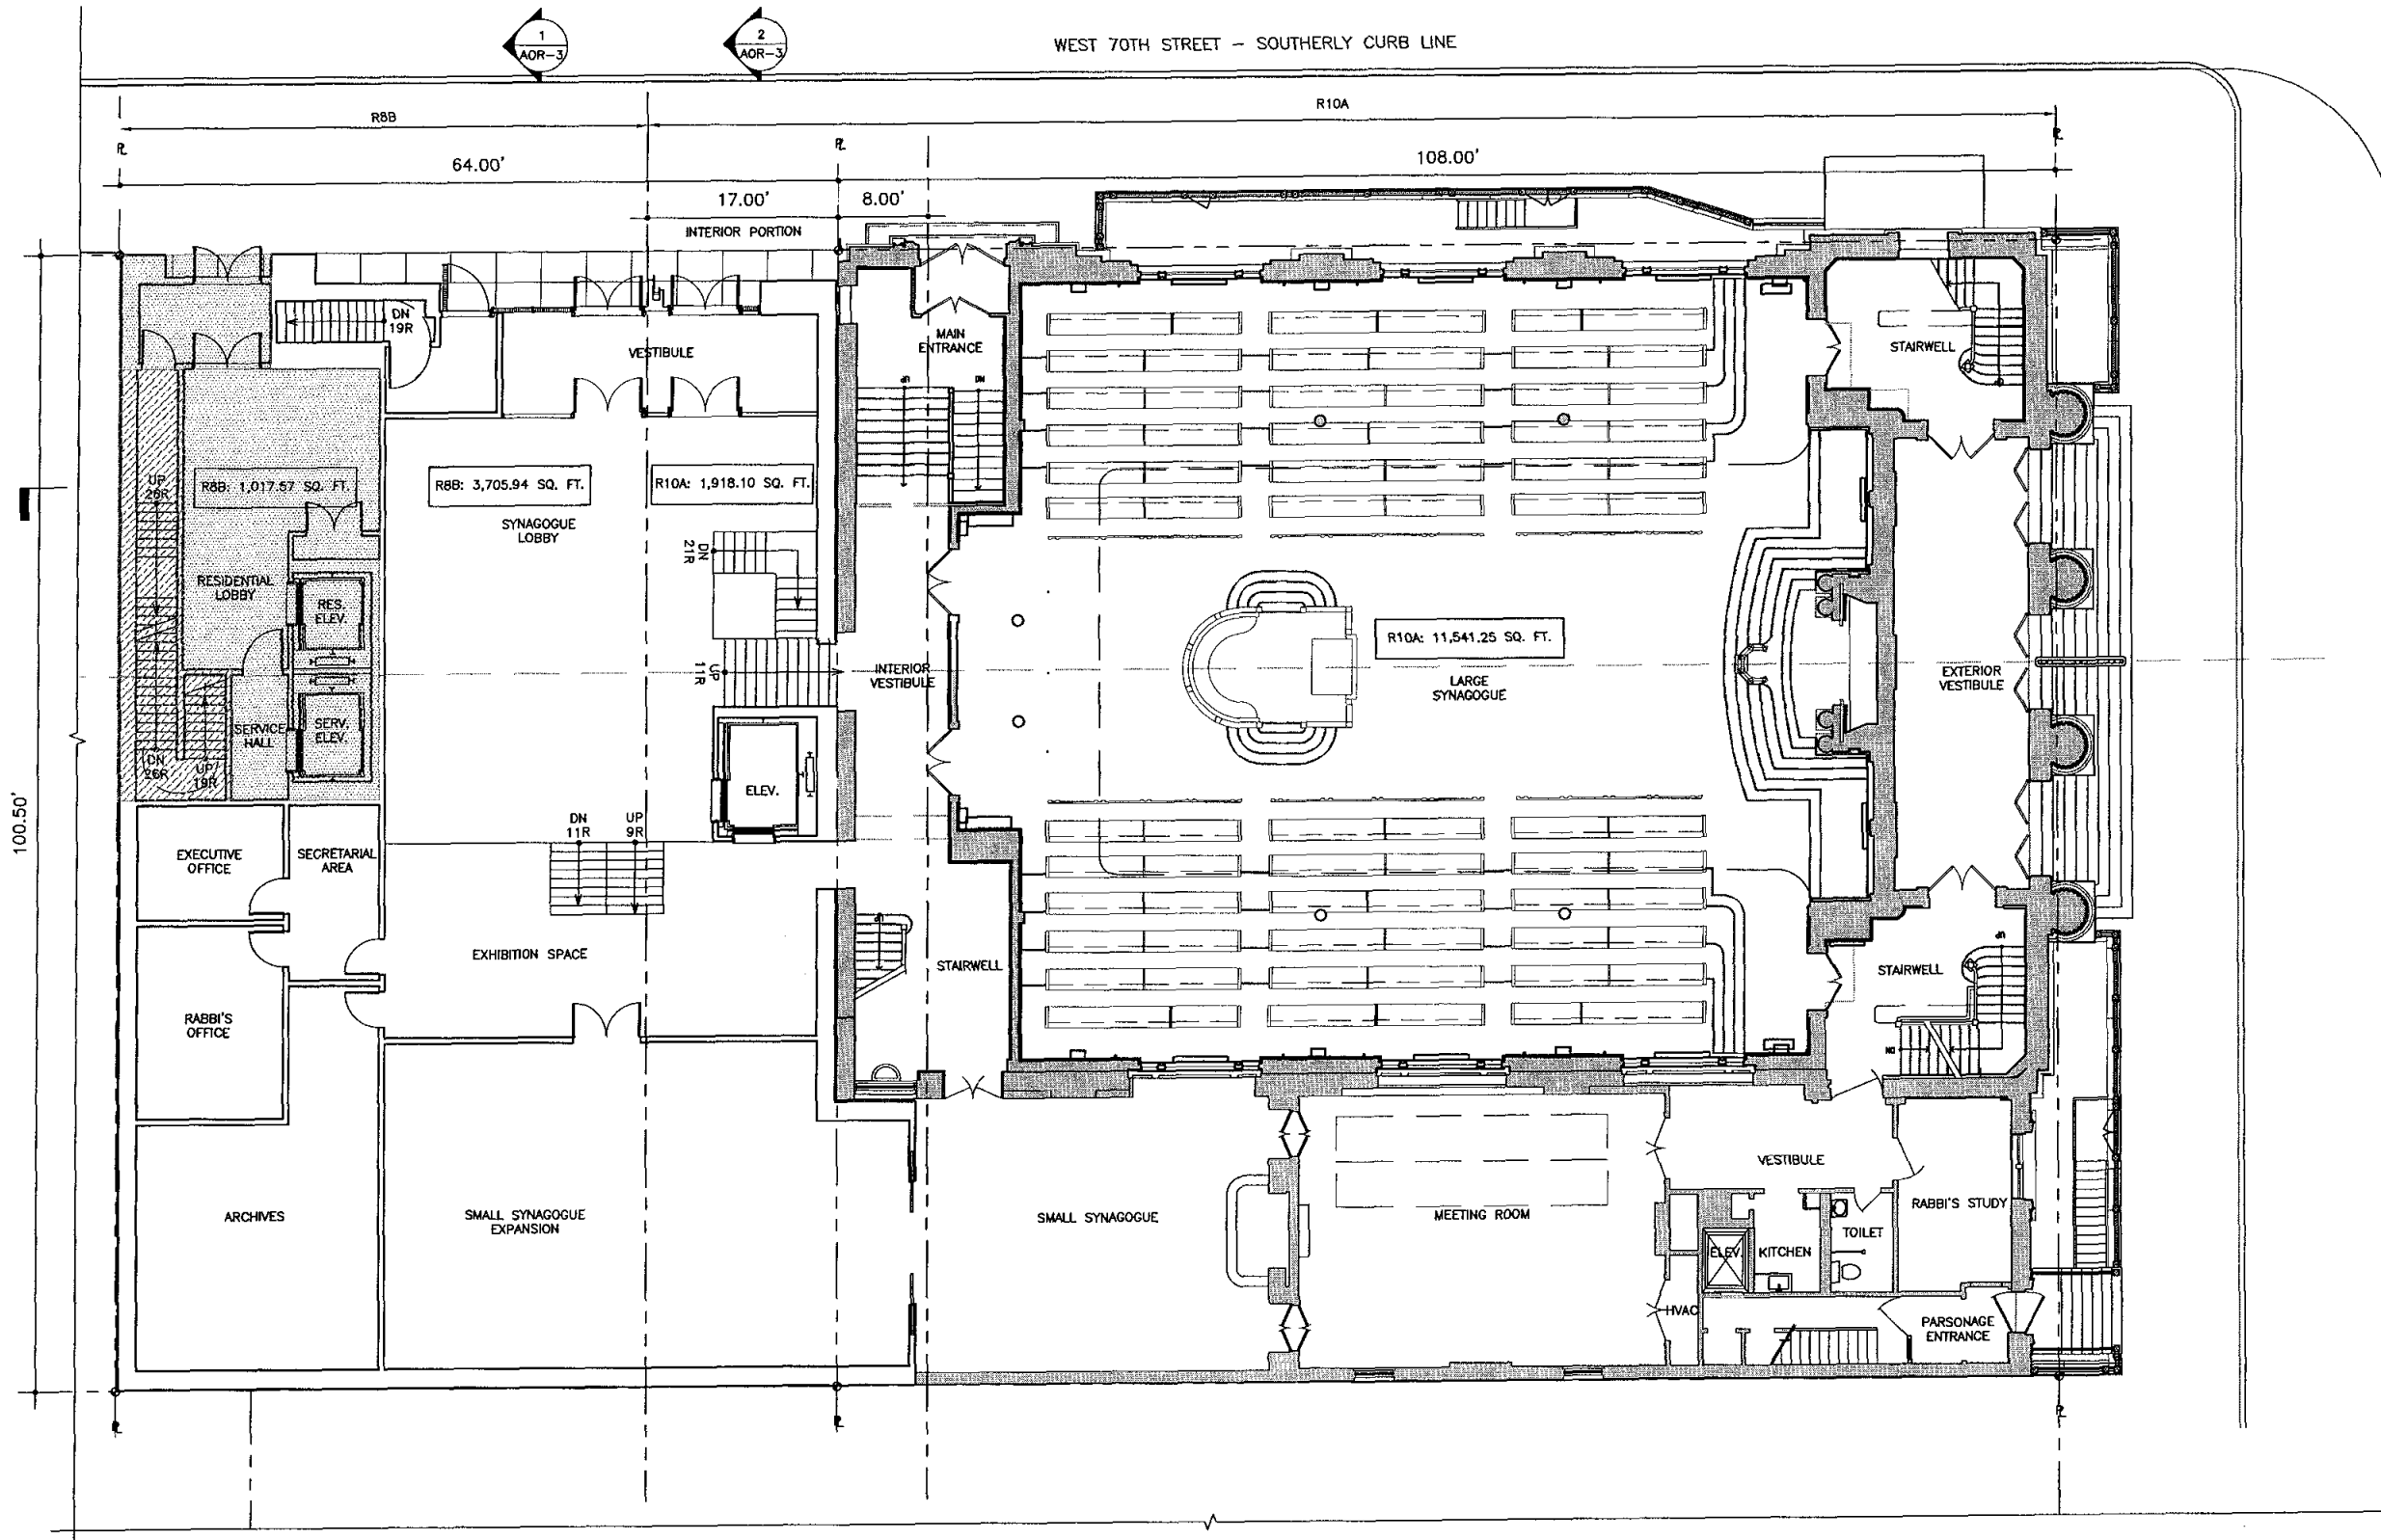 1
AOR-3
2
AOR-3
WEST 70TH STREET - SOUTHERLY CURB LINE
R8B
R10A
64.00'
108.00'
17.00'
8.00'
INTERIOR PORTION
DN
19R
VESTIBULE
MAIN
ENTRANCE
UP
DN
STAIRWELL
UP
26R
R8B: 1,017.57 SQ. FT.
R8B: 3,705.94 SQ. FT.
R10A: 1,918.10 SQ. FT.
SYNAGOGUE
LOBBY
DN
21R
RESIDENTIAL
LOBBY
RES.
ELEV.
R10A: 11,541.25 SQ. FT.
UP
11R
INTERIOR
VESTIBULE
LARGE
SYNAGOGUE
EXTERIOR
VESTIBULE
SERVICE
HALL
SERV.
ELEV.
DN
26R
UP
19R
ELEV.
100.50'
DN
11R
UP
9R
EXECUTIVE
OFFICE
SECRETARIAL
AREA
EXHIBITION SPACE
UP
STAIRWELL
STAIRWELL
UP
RABBI'S
OFFICE
DN
ARCHIVES
SMALL SYNAGOGUE
EXPANSION
SMALL SYNAGOGUE
MEETING ROOM
VESTIBULE
RABBI'S STUDY
TOILET
ELEV.
KITCHEN
HVAC
PARSONAGE
ENTRANCE